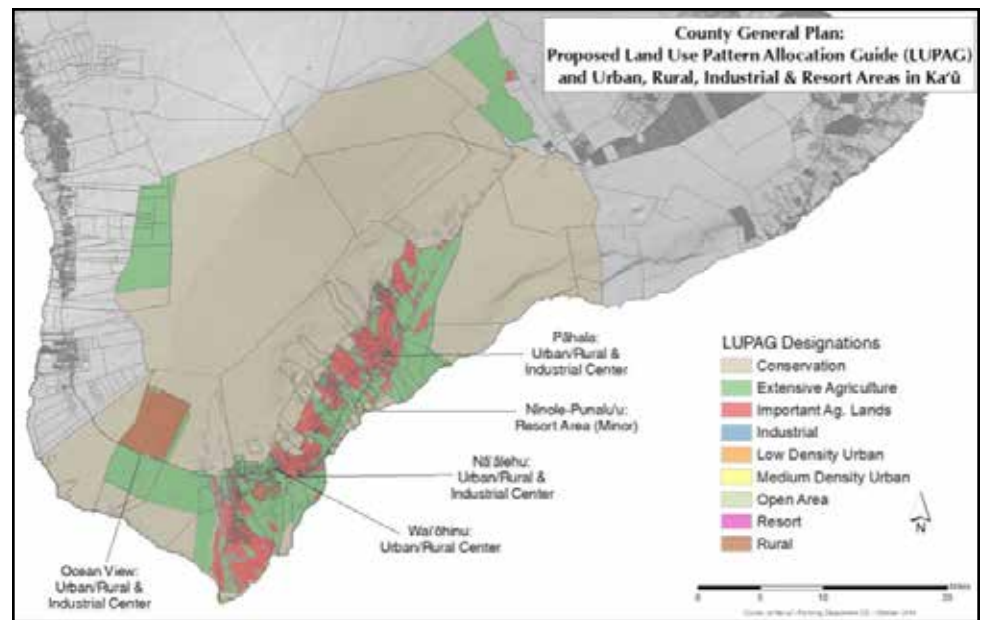 County General Plan:
Proposed Land Use Pattern Allocation Guide (LUPAG)
and Urban, Rural, Industrial & Resort Areas in Ka‘ū
Pāhala:
Urban/Rural &
Industrial Center
Ninole-Punalu‘u:
Resort Area (Minor)
Nā‘ālehu:
Urban/Rural &
Industrial Center
Wai‘ōhinu:
Urban/Rural Center
Ocean View:
Urban/Rural &
Industrial Center
LUPAG Designations
Conservation
Extensive Agriculture
Important Ag. Lands
Industrial
Low Density Urban
Medium Density Urban
Open Area
Resort
Rural
N
0 5 10 20